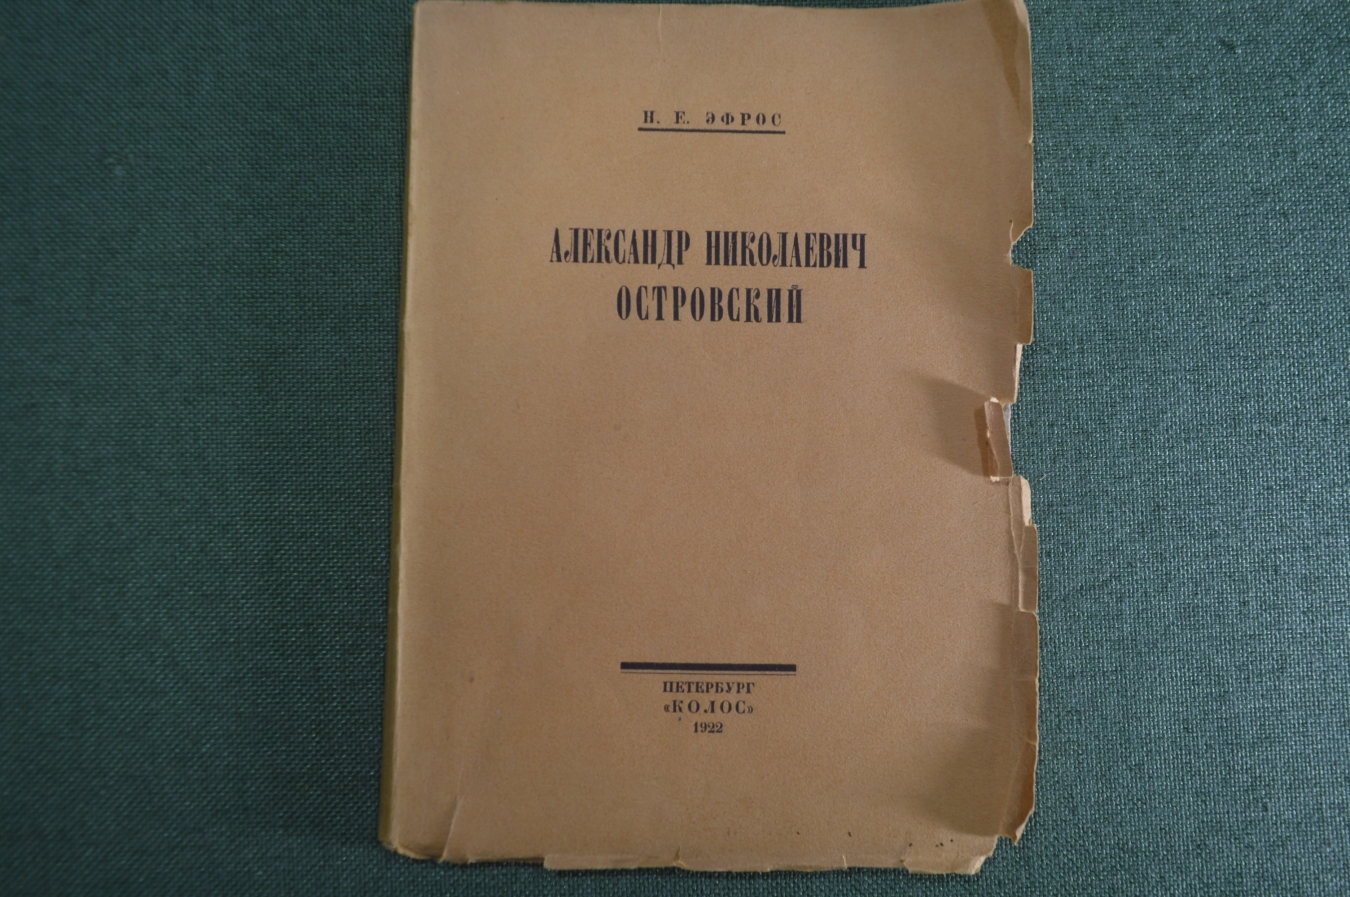 Н. Е. ЭФРОС
АЛЕКСАНДР НИКОЛАЕВИЧ
ОСТРОВСКИЙ
ПЕТЕРБУРГ
«КОЛОС»
1922